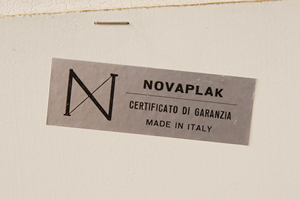 N
NOVAPLAK
CERTIFICATO DI GARANZIA
MADE IN ITALY